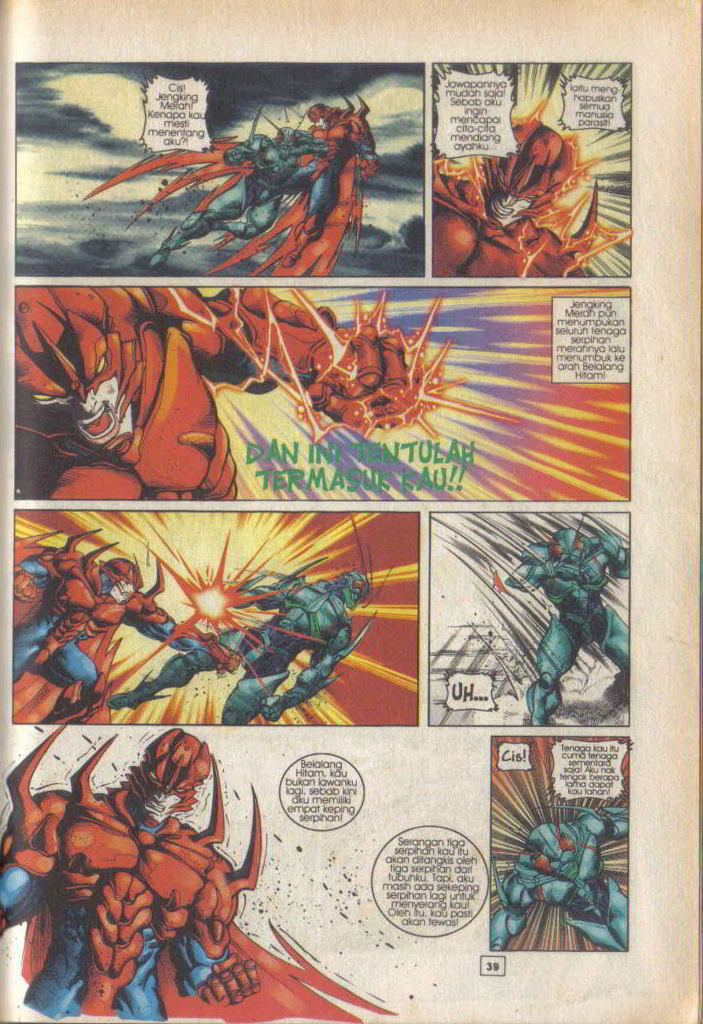 Cis!
Jengking
Merah!
Kenapa kau
mesti
menentang
aku?!
Jawapannya
mudah saja!
Sebab aku
ingin
mencapai
cita-cita
mendiang
ayahku...
Iaitu meng
hapuskan
semua
manusia
parasit!
Jengking
Merah pun
menumpukan
seluruh tenaga
serpihan
merahnya lalu
menumbuk ke
arah Belalang
Hitam!
DAN INI TENTULAH
TERMASUK KAU!!
UH...
Belalang
Hitam, kau
bukan lawanku
lagi, sebab kini
aku memiliki
empat keping
serpihan!
Serangan tiga
serpihan kau itu
akan ditangkis oleh
tiga serpihan dari
tubuhku. Tapi, aku
masih ada sekeping
serpihan lagi untuk
menyerang kau!
Oleh itu, kau pasti
akan tewas!
Cis!
Tenaga kau itu
cuma tenaga
sementara
saja! Aku nak
tengok berapa
lama dapat
kau tahan!
39